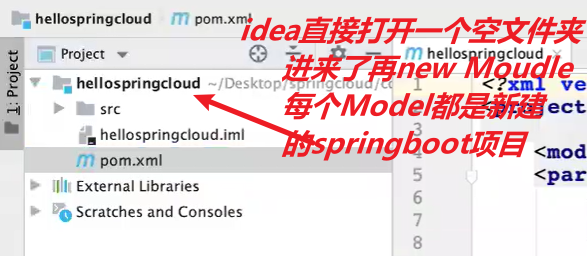 hellospringcloud
pom.xml
idea直接打开一个空文件夹
进来了再new Moudle
每个Model都是新建
的springboot项目
1: Project
Project
hellospringcloud
hellospringcloud ~/Desktop/springcloud/co
src
hellospringcloud.iml
pom.xml
External Libraries
Scratches and Consoles
1 <?xml ve
2 <project
3
4 <mod
5 <par
6
7
8